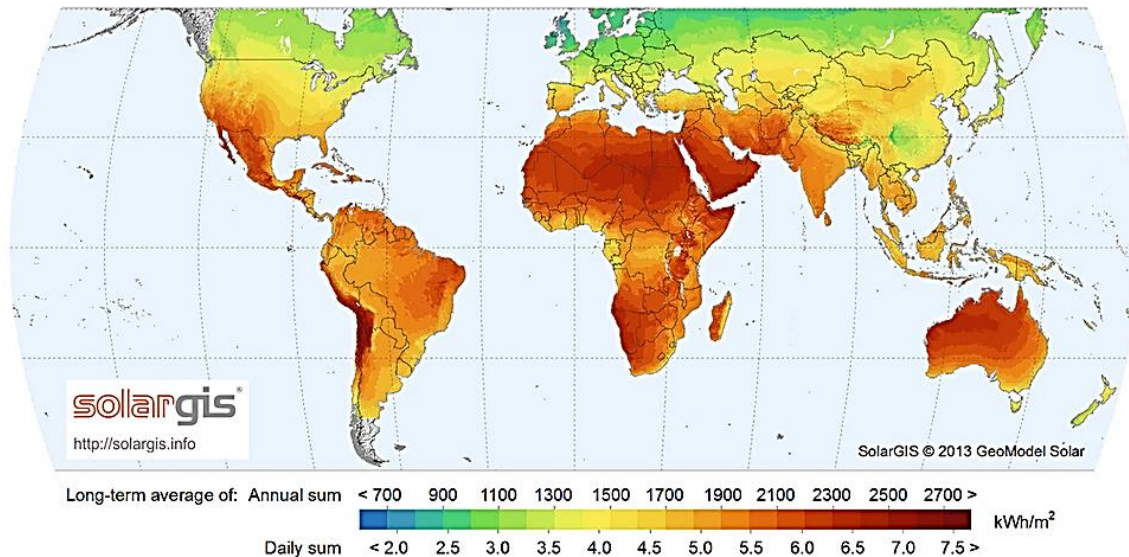 solargis®
http://solargis.info
SolarGIS © 2013 GeoModel Solar
Long-term average of: Annual sum < 700 900 1100 1300 1500 1700 1900 2100 2300 2500 2700 >
kWh/m²
Daily sum < 2.0 2.5 3.0 3.5 4.0 4.5 5.0 5.5 6.0 6.5 7.0 7.5 >